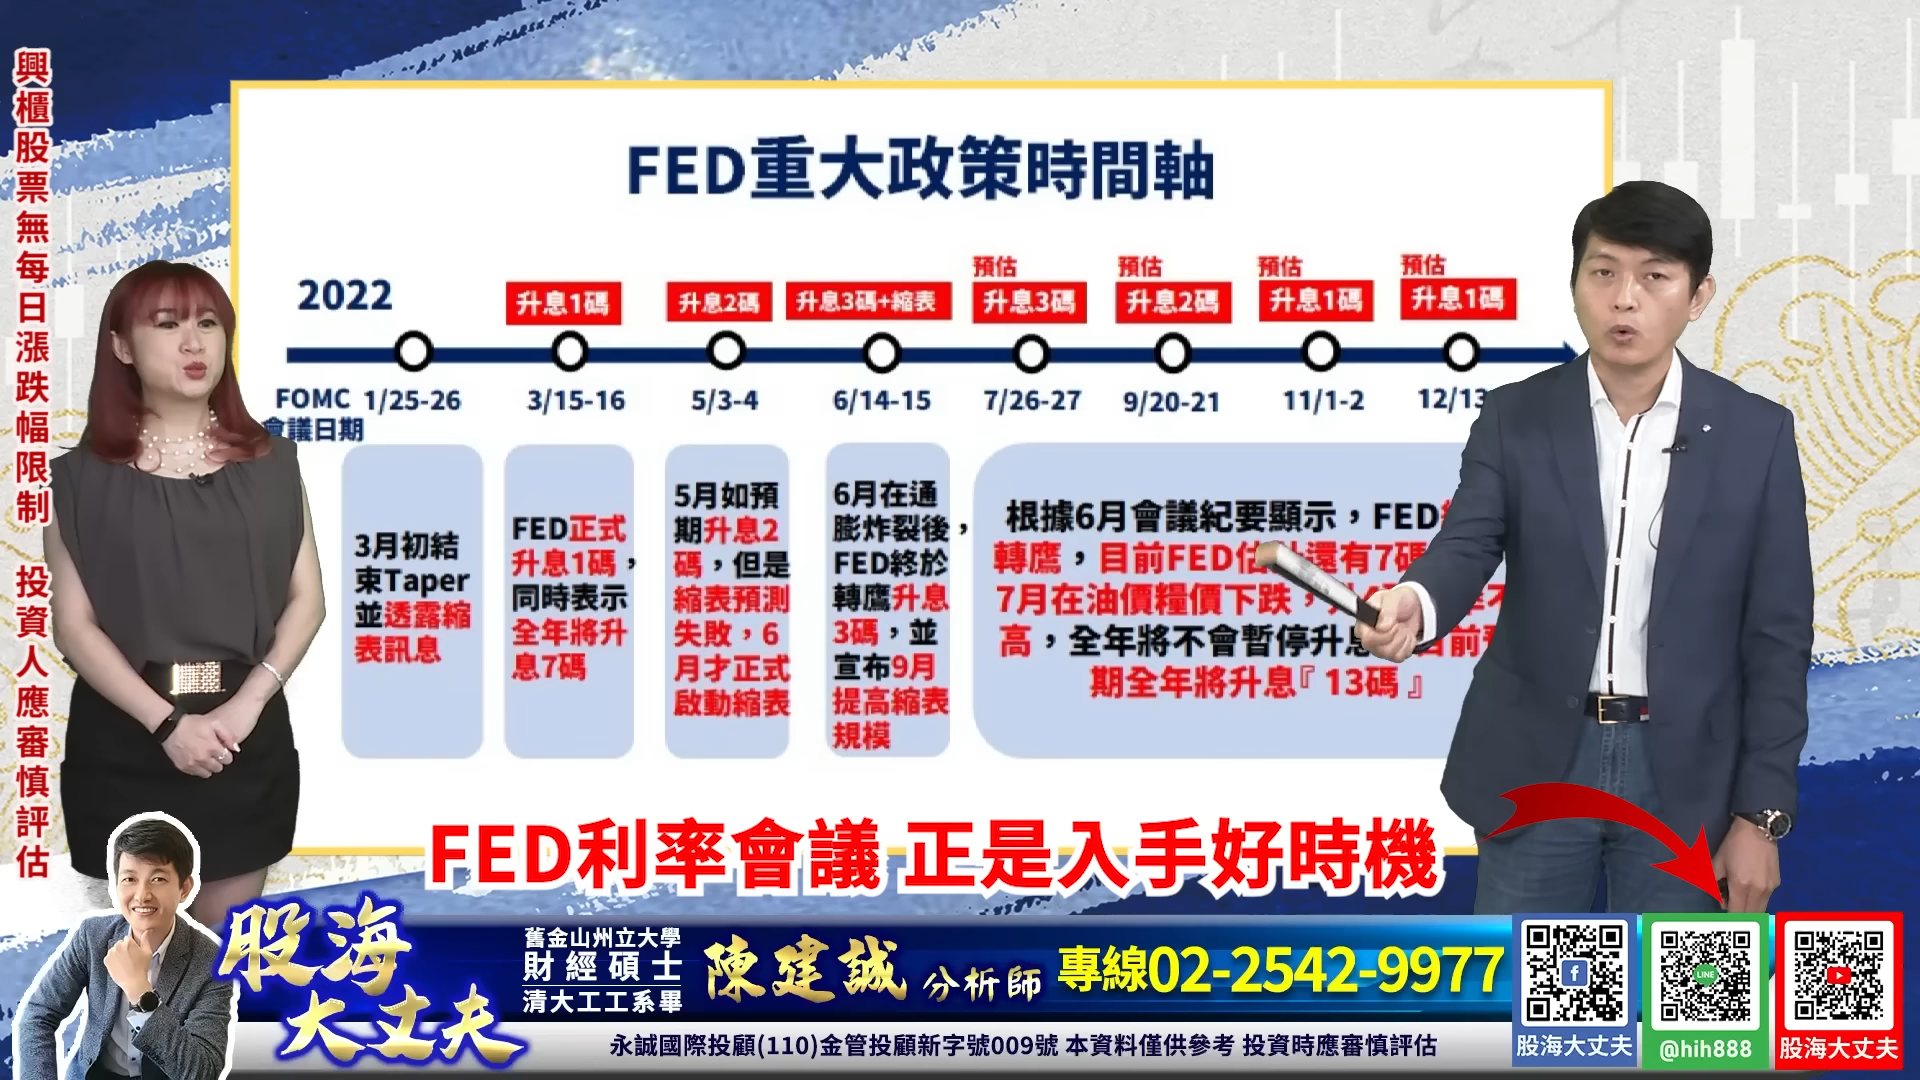 興櫃股票無每日漲跌幅限制 投資人應審慎評估
FED重大政策時間軸
2022
升息1碼
升息2碼
升息3碼+縮表
預估
升息3碼
預估
升息2碼
預估
升息1碼
預估
升息1碼
FOMC
會議日期
1/25-26
3/15-16
5/3-4
6/14-15
7/26-27
9/20-21
11/1-2
12/13
3月初結
束Taper
並透露縮
表訊息
FED正式
升息1碼,
同時表示
全年將升
息7碼
5月如預
期升息2
碼,但是
縮表預測
失敗,6
月才正式
啟動縮表
6月在通
膨炸裂後,
FED終於
轉鷹升息
3碼,並
宣布9月
提高縮表
規模
根據6月會議紀要顯示,FED
轉鷹,目前FED估 還有7碼
7月在油價糧價下跌,
高,全年將不會暫停升息 目前
期全年將升息『13碼』
FED利率會議 正是入手好時機
股海
大丈夫
舊金山州立大學
財經碩士
清大工工系畢
陳建誠 分析師
專線02-2542-9977
永誠國際投顧(110)金管投顧新字號009號 本資料僅供參考 投資時應審慎評估
股海大丈夫
LINE
@hih888
股海大丈夫